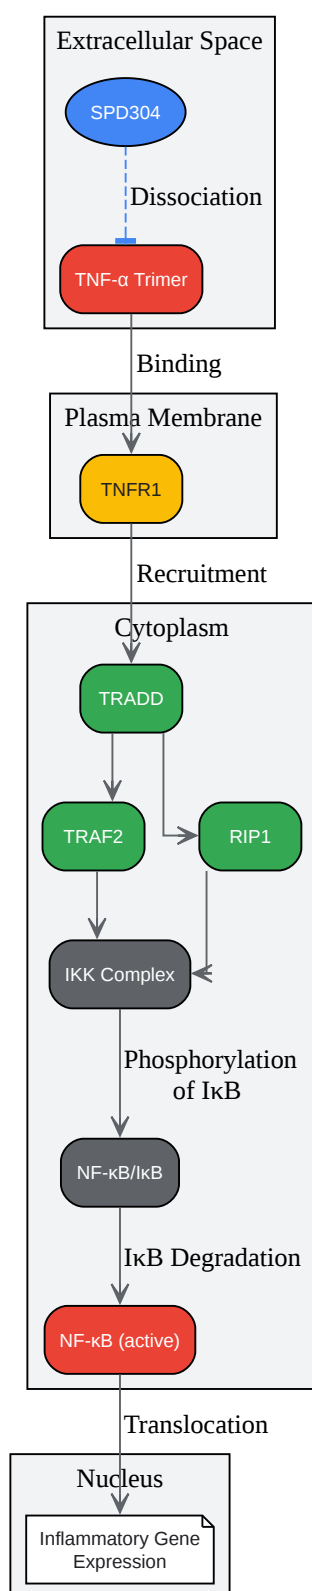 Extracellular Space
SPD304
Dissociation
TNF-α Trimer
Binding
Plasma Membrane
TNFR1
Recruitment
Cytoplasm
TRADD
TRAF2
RIP1
IKK Complex
Phosphorylation
of IκB
NF-κB/IκB
IκB Degradation
NF-κB (active)
Translocation
Nucleus
Inflammatory Gene
Expression